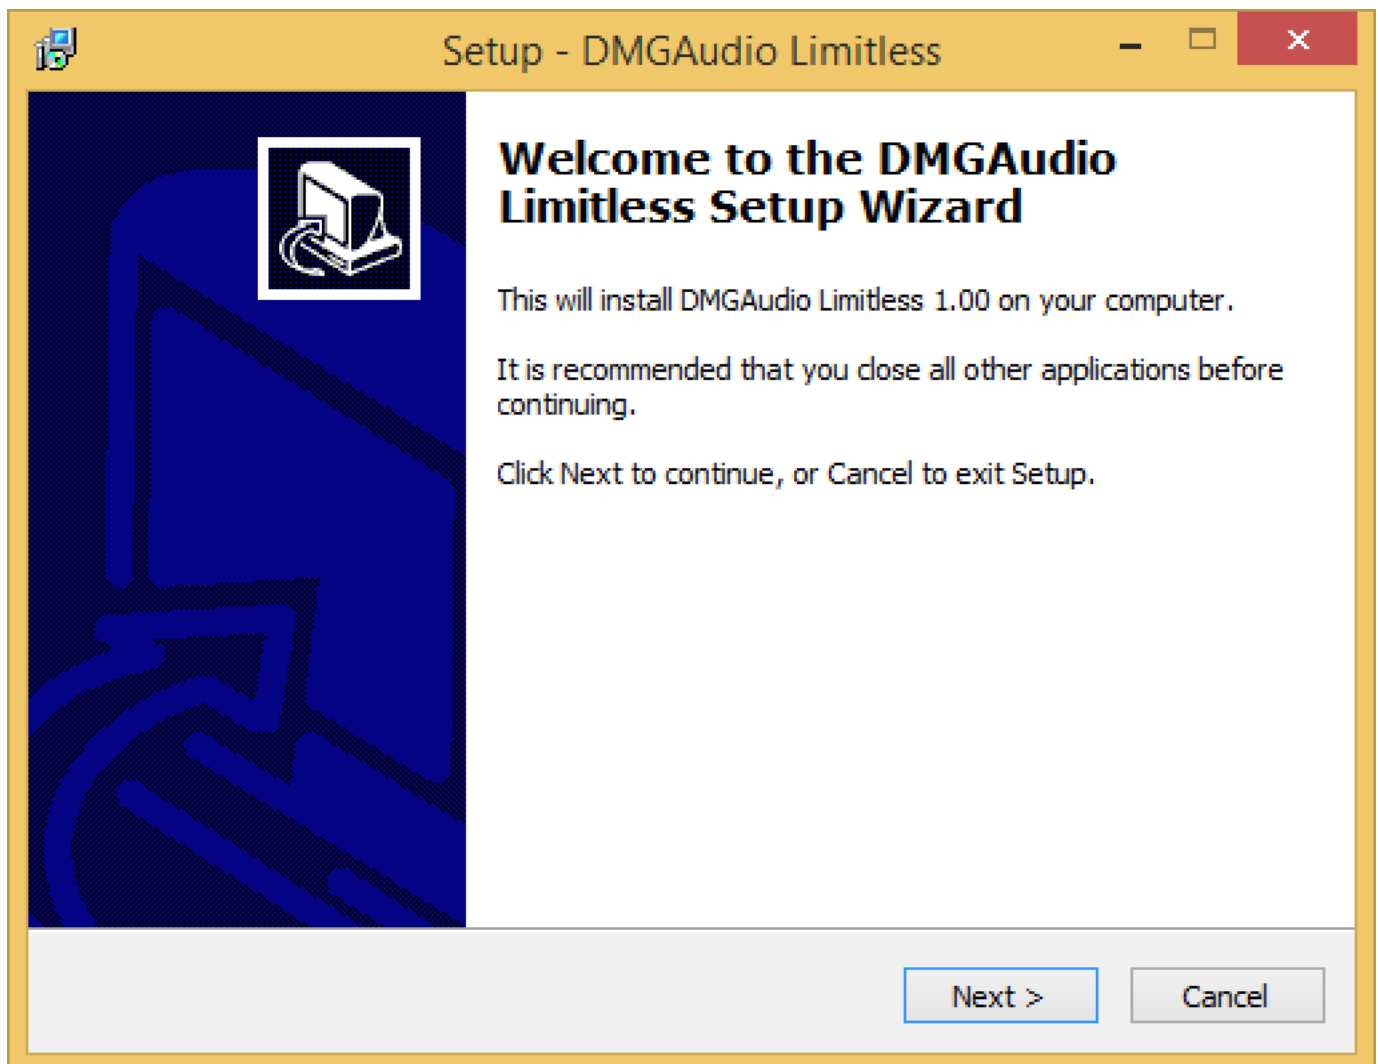 Setup - DMGAudio Limitless
Welcome to the DMGAudio
Limitless Setup Wizard
This will install DMGAudio Limitless 1.00 on your computer.
It is recommended that you close all other applications before
continuing.
Click Next to continue, or Cancel to exit Setup.
Next >
Cancel